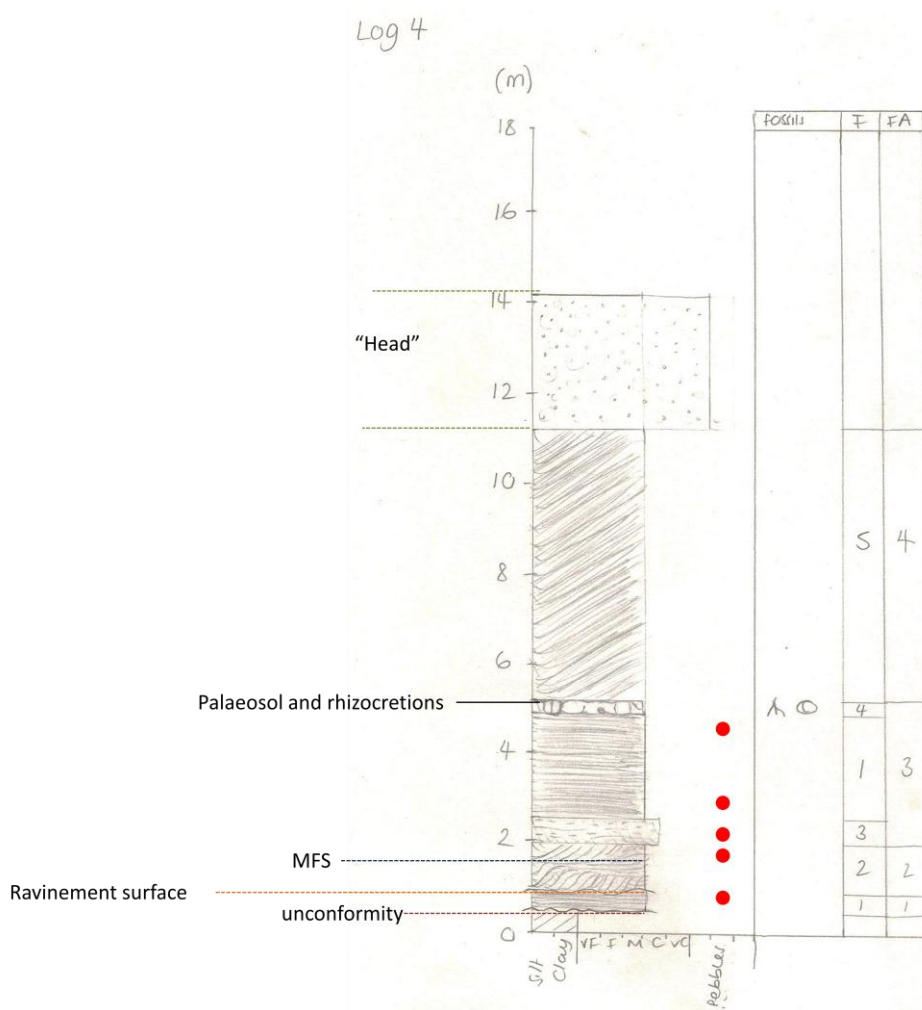 Log 4
(m)
fossils F FA
18
16
14
"Head"
12
10
5 4
8
6
Palaeosol and rhizocretions
4
4
1 3
3
2
MFS
2 2
Ravinement surface
1 1
unconformity
0
Silt Clay VF F M C VC Pebbles